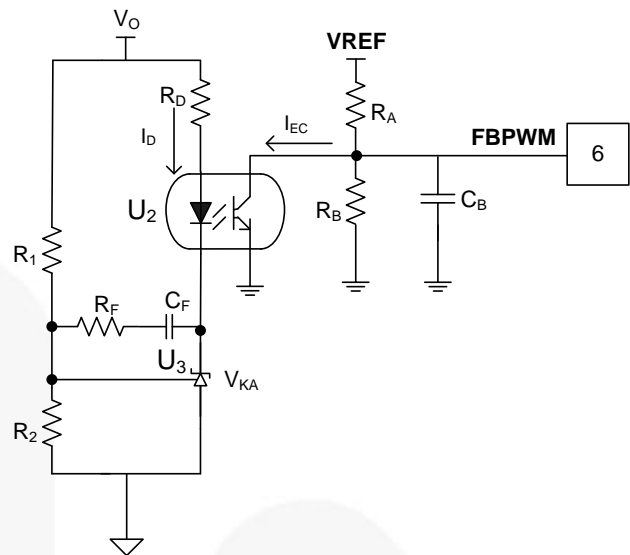 V_O
VREF
R_D
R_A
I_D
I_EC
FBPWM
6
U_2
R_B
C_B
R_1
R_F
C_F
U_3
V_KA
R_2